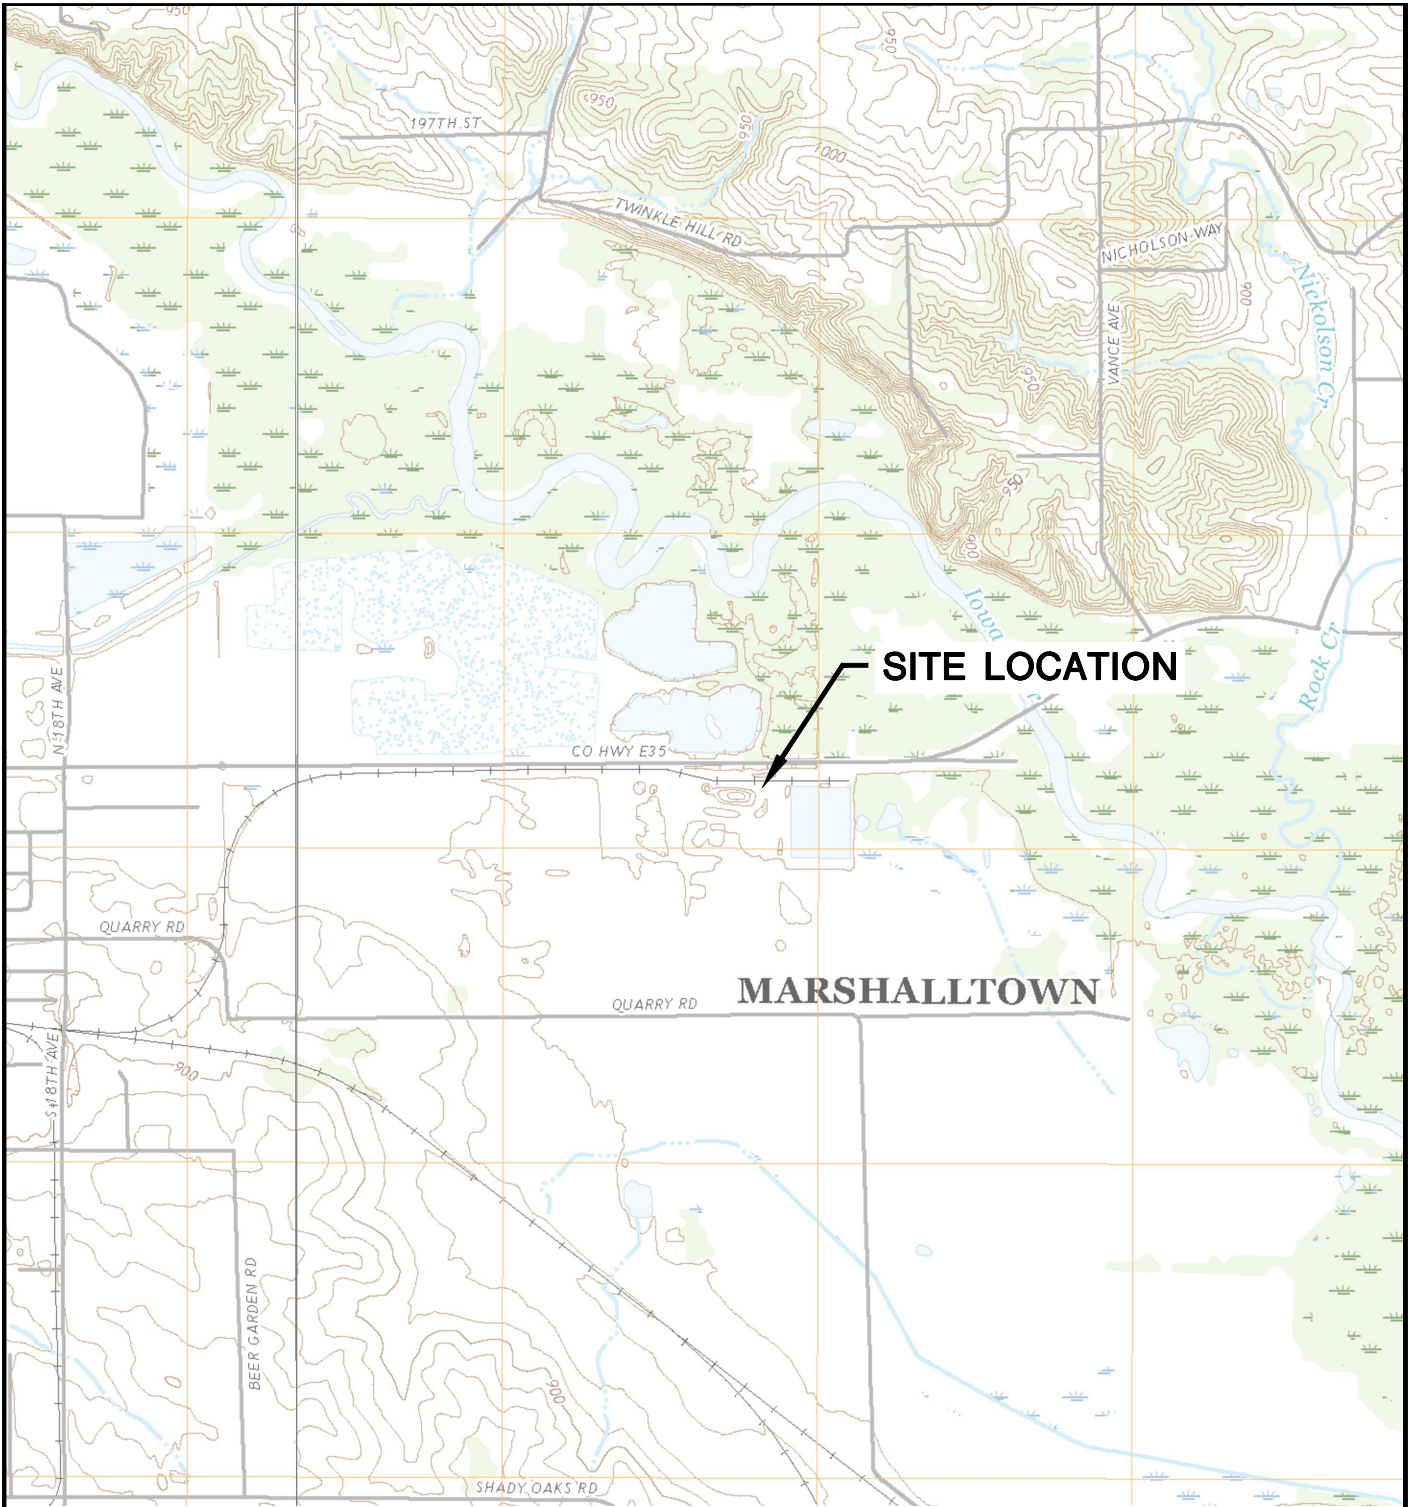 950
950
197TH ST
950
950
1000
TWINKLE HILL RD
NICHOLSON WAY
Nickolson Cr
900
VANCE AVE
950
950
900
Iowa
SITE LOCATION
Rock Cr
N 18TH AVE
CO HWY E35
QUARRY RD
MARSHALLTOWN
QUARRY RD
S 18TH AVE
900
BEER GARDEN RD
900
SHADY OAKS RD